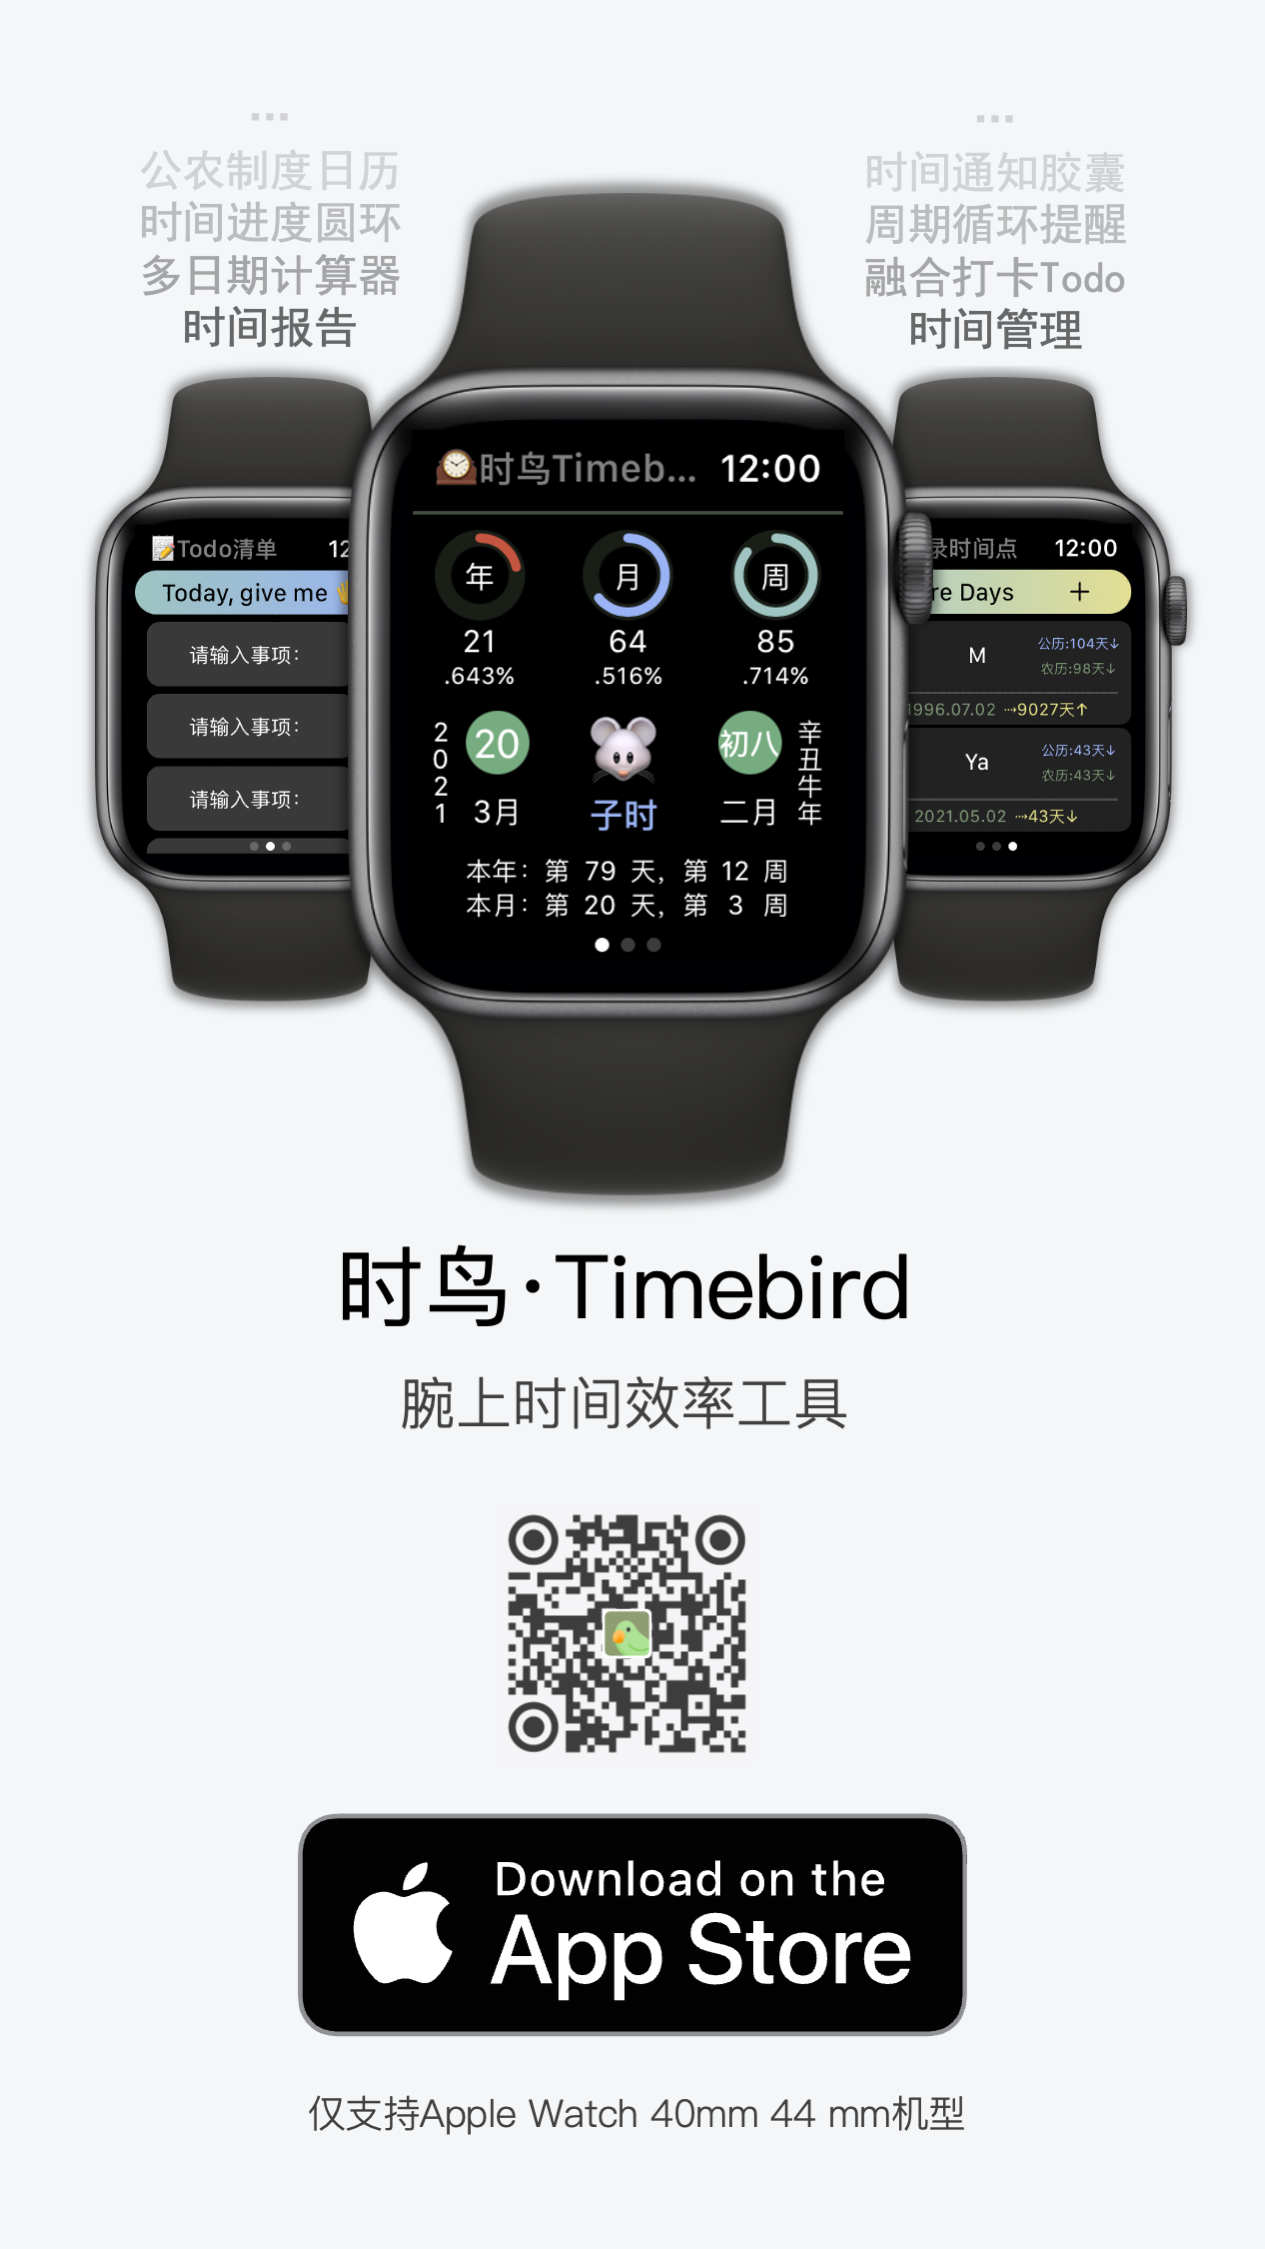 ...
公农制度日历
时间进度圆环
多日期计算器
时间报告
...
时间通知胶囊
周期循环提醒
融合打卡Todo
时间管理
Todo清单 12
Today, give me
请输入事项：
请输入事项：
请输入事项：
时鸟Timeb... 12:00
年 月 周
21 64 85
.643% .516% .714%
2021 20 初八 辛丑牛年
3月 子时 二月
本年：第 79 天，第 12 周
本月：第 20 天，第 3 周
录时间点 12:00
re Days +
M 公历:104天↓
农历:98天↓
1996.07.02 ⇢9027天↑
Ya 公历:43天↓
农历:43天↓
2021.05.02 ⇢43天↓
时鸟·Timebird
腕上时间效率工具
Download on the
App Store
仅支持Apple Watch 40mm 44 mm机型